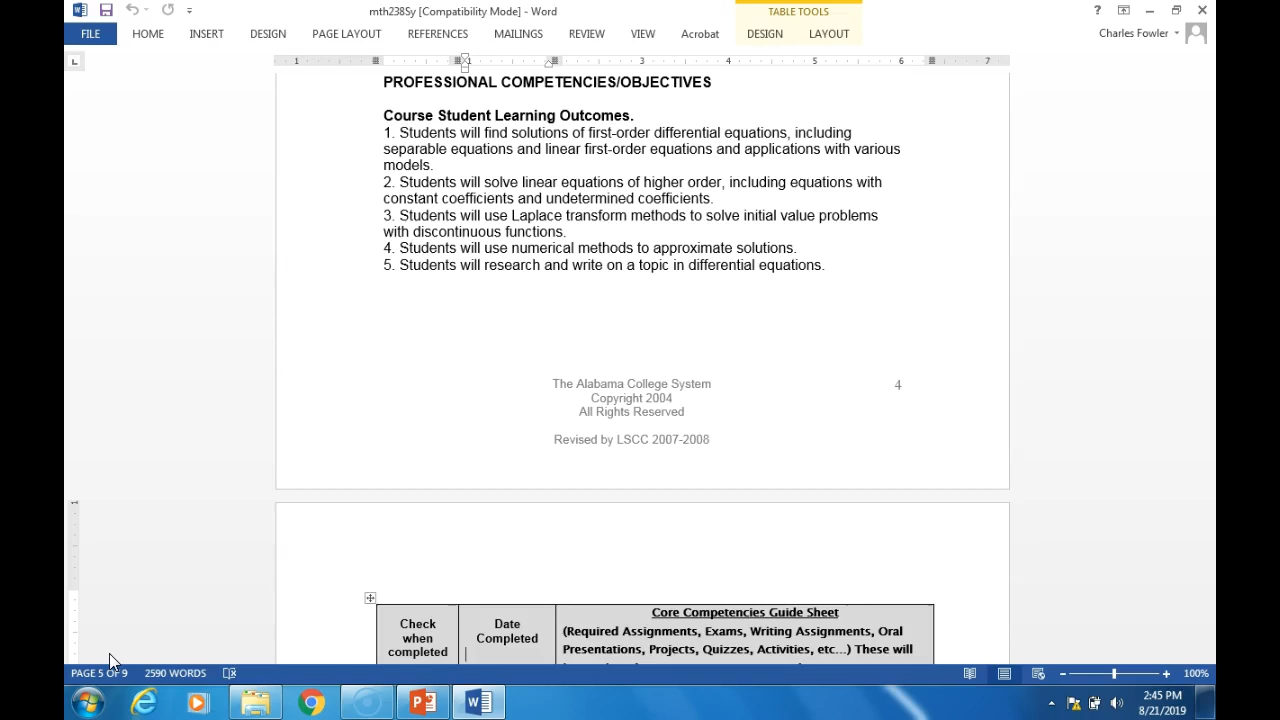 mth238Sy [Compatibility Mode] - Word
TABLE TOOLS
?
FILE HOME INSERT DESIGN PAGE LAYOUT REFERENCES MAILINGS REVIEW VIEW Acrobat DESIGN LAYOUT Charles Fowler
1 1 3 4 5 6 7
PROFESSIONAL COMPETENCIES/OBJECTIVES
Course Student Learning Outcomes.
1. Students will find solutions of first-order differential equations, including
separable equations and linear first-order equations and applications with various
models.
2. Students will solve linear equations of higher order, including equations with
constant coefficients and undetermined coefficients.
3. Students will use Laplace transform methods to solve initial value problems
with discontinuous functions.
4. Students will use numerical methods to approximate solutions.
5. Students will research and write on a topic in differential equations.
The Alabama College System 4
Copyright 2004
All Rights Reserved
Revised by LSCC 2007-2008
Core Competencies Guide Sheet
Check
when
completed
Date
Completed
(Required Assignments, Exams, Writing Assignments, Oral
Presentations, Projects, Quizzes, Activities, etc...) These will
PAGE 5 OF 9 2590 WORDS 100%
2:45 PM
8/21/2019